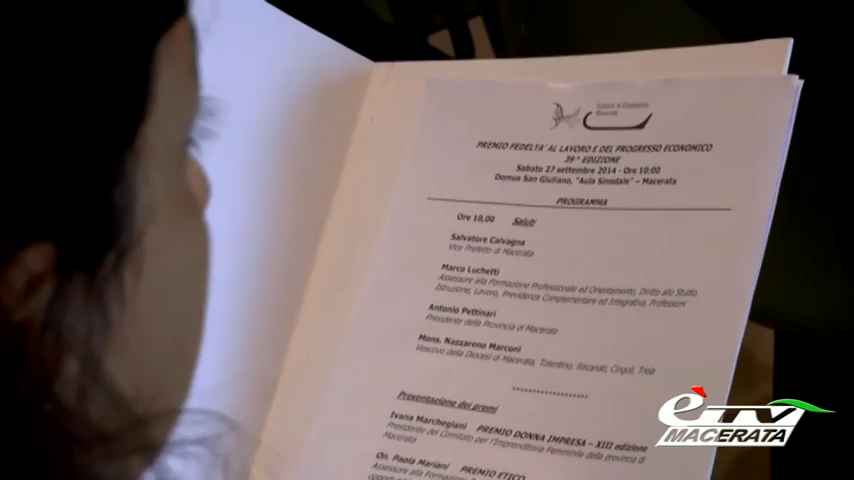 Camera di Commercio
Macerata
PREMIO FEDELTA' AL LAVORO E DEL PROGRESSO ECONOMICO
39^ EDIZIONE
Sabato 27 settembre 2014 - Ore 10:00
Domus San Giuliano, "Aula Sinodale" – Macerata
PROGRAMMA
Ore 10,00 Saluti
Salvatore Calvagna
Vice Prefetto di Macerata
Marco Luchetti
Assessore alla Formazione Professionale ed Orientamento, Diritto allo Studio,
Istruzione, Lavoro, Previdenza Complementare ed Integrativa, Professioni
Antonio Pettinari
Presidente della Provincia di Macerata
Mons. Nazzareno Marconi
Vescovo della Diocesi di Macerata, Tolentino, Recanati, Cingoli, Treia
******************
Presentazione dei premi
Ivana Marchegiani PREMIO DONNA IMPRESA – XIII edizione
Presidente del Comitato per l'Imprenditoria Femminile della provincia di
Macerata
On. Paola Mariani PREMIO ETICO
Assessore alla
èTV
MACERATA